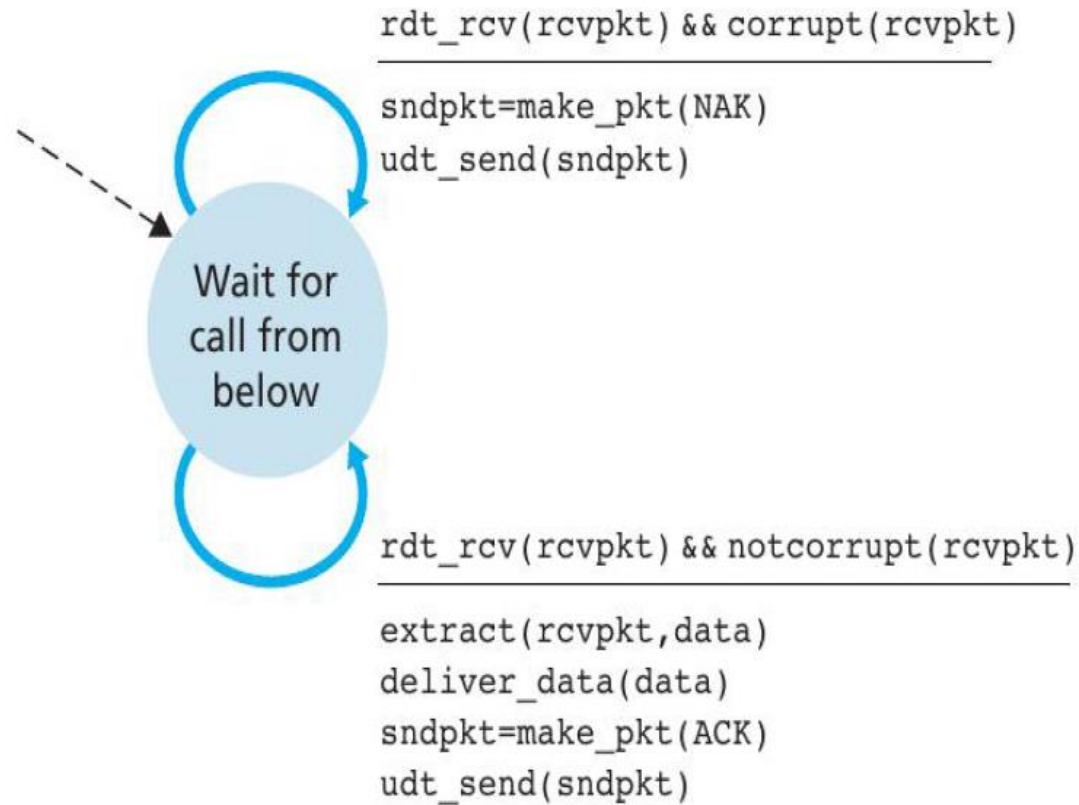 rdt_rcv(rcvpkt) && corrupt(rcvpkt)
sndpkt=make_pkt(NAK)
udt_send(sndpkt)
Wait for
call from
below
rdt_rcv(rcvpkt) && notcorrupt(rcvpkt)
extract(rcvpkt,data)
deliver_data(data)
sndpkt=make_pkt(ACK)
udt_send(sndpkt)